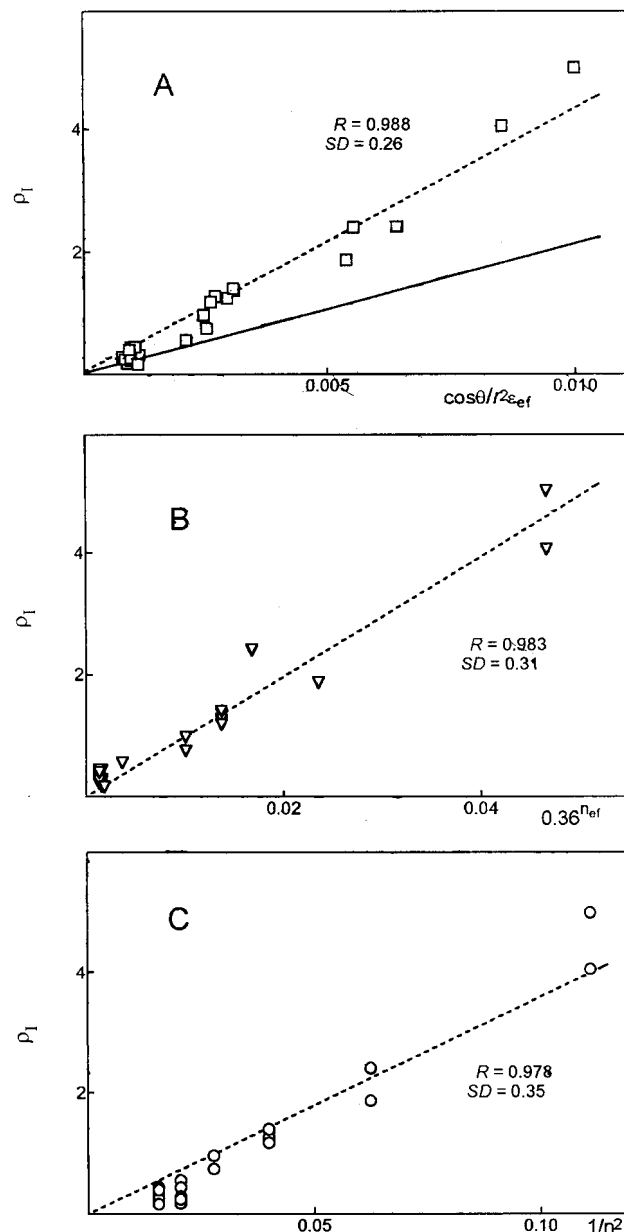 A
R = 0.988
SD = 0.26
ρI
4
2
0.005
0.010
cosθ/r2εef
B
R = 0.983
SD = 0.31
ρI
4
2
0.02
0.04
0.36^nef
C
R = 0.978
SD = 0.35
ρI
4
2
0.05
0.10
1/n2